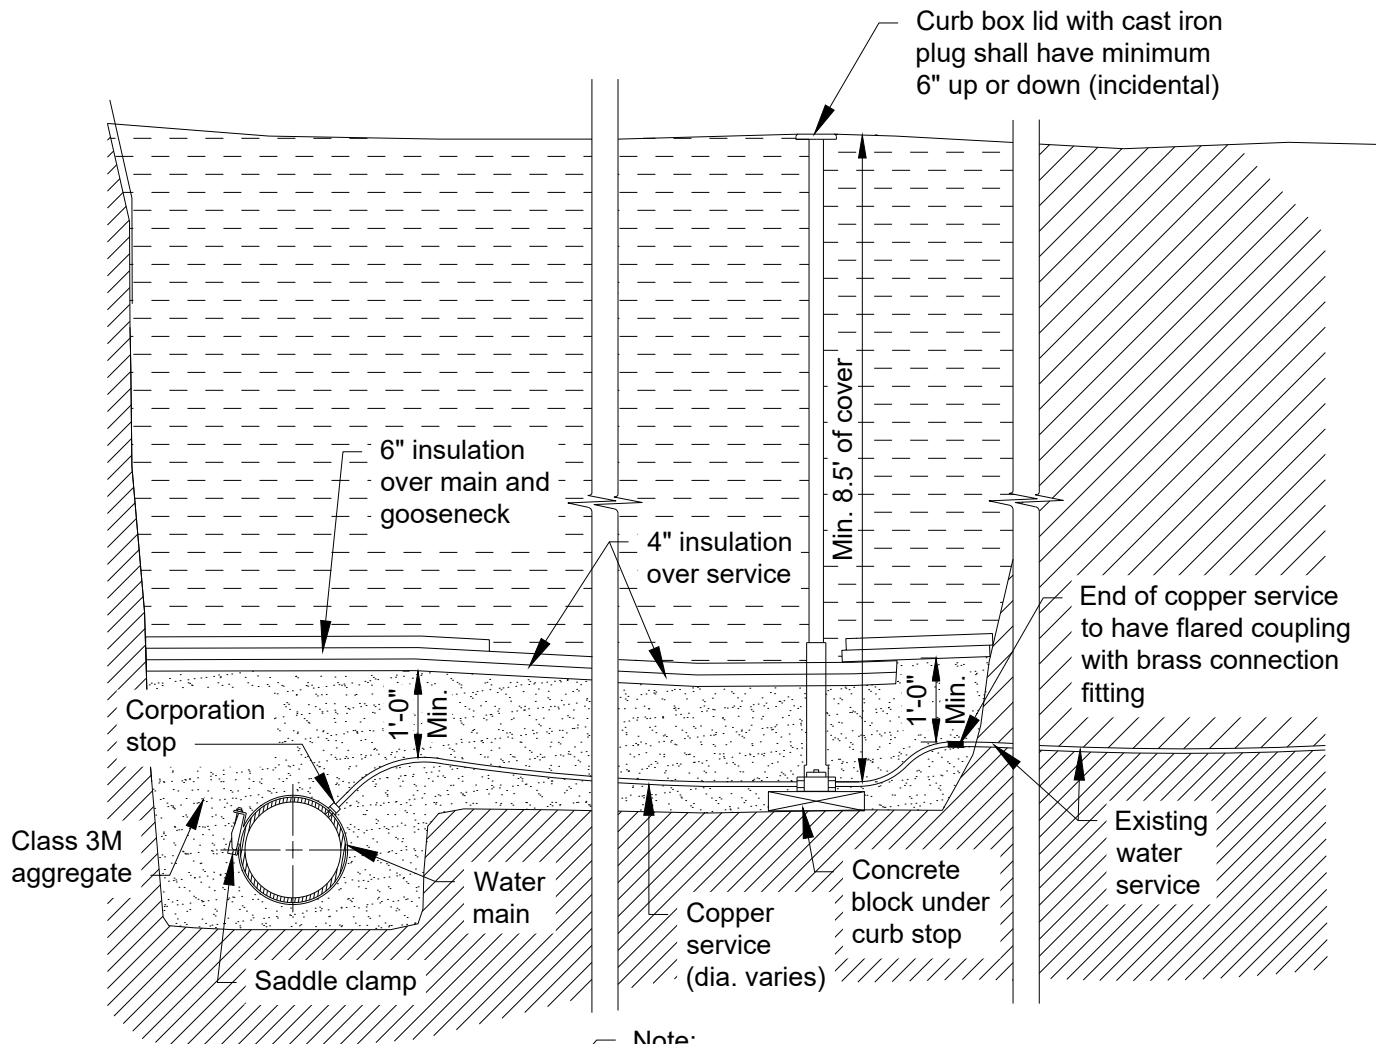 Curb box lid with cast iron
plug shall have minimum
6" up or down (incidental)
Min. 8.5' of cover
6" insulation
over main and
gooseneck
4" insulation
over service
End of copper service
to have flared coupling
with brass connection
fitting
1'-0"
Min.
1'-0"
Min.
Corporation
stop
Class 3M
aggregate
Water
main
Saddle clamp
Copper
service
(dia. varies)
Concrete
block under
curb stop
Existing
water
service
Note: